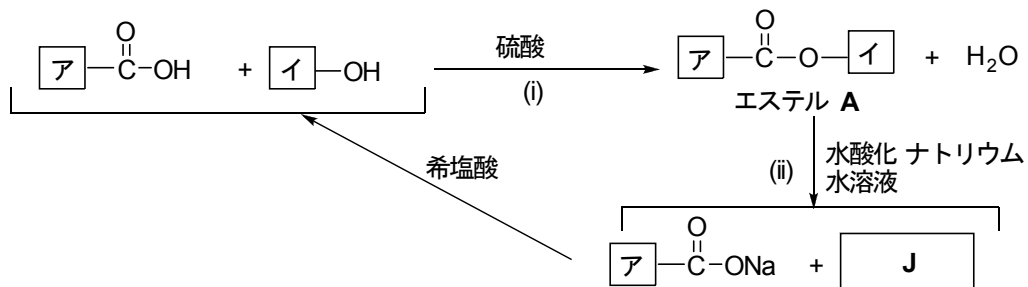 ア-C(=O)-OH + イ-OH 硫酸 (i) ア-C(=O)-O-イ + H₂O
エステル A
希塩酸
(ii) 水酸化 ナトリウム
水溶液
ア-C(=O)-ONa + J